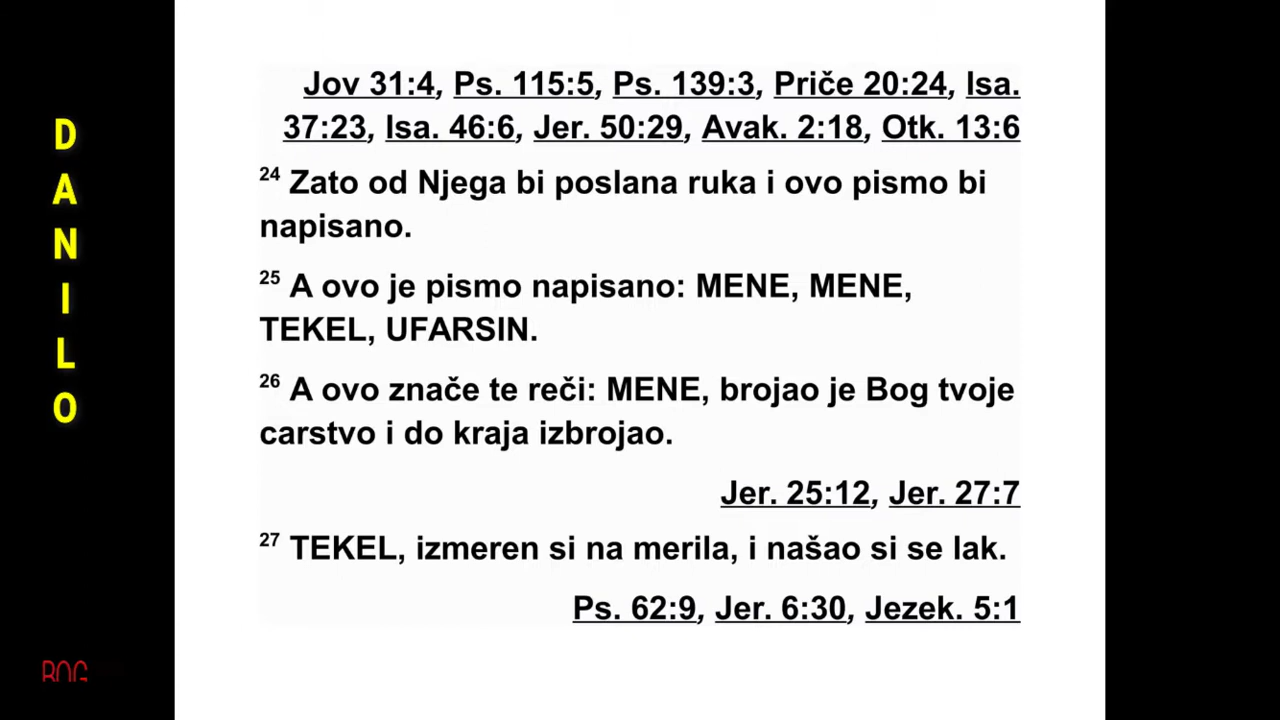 DANILO
Jov 31:4, Ps. 115:5, Ps. 139:3, Priče 20:24, Isa.
37:23, Isa. 46:6, Jer. 50:29, Avak. 2:18, Otk. 13:6
24 Zato od Njega bi poslana ruka i ovo pismo bi
napisano.
25 A ovo je pismo napisano: MENE, MENE,
TEKEL, UFARSIN.
26 A ovo znače te reči: MENE, brojao je Bog tvoje
carstvo i do kraja izbrojao.
Jer. 25:12, Jer. 27:7
27 TEKEL, izmeren si na merila, i našao si se lak.
Ps. 62:9, Jer. 6:30, Jezek. 5:1
BOG